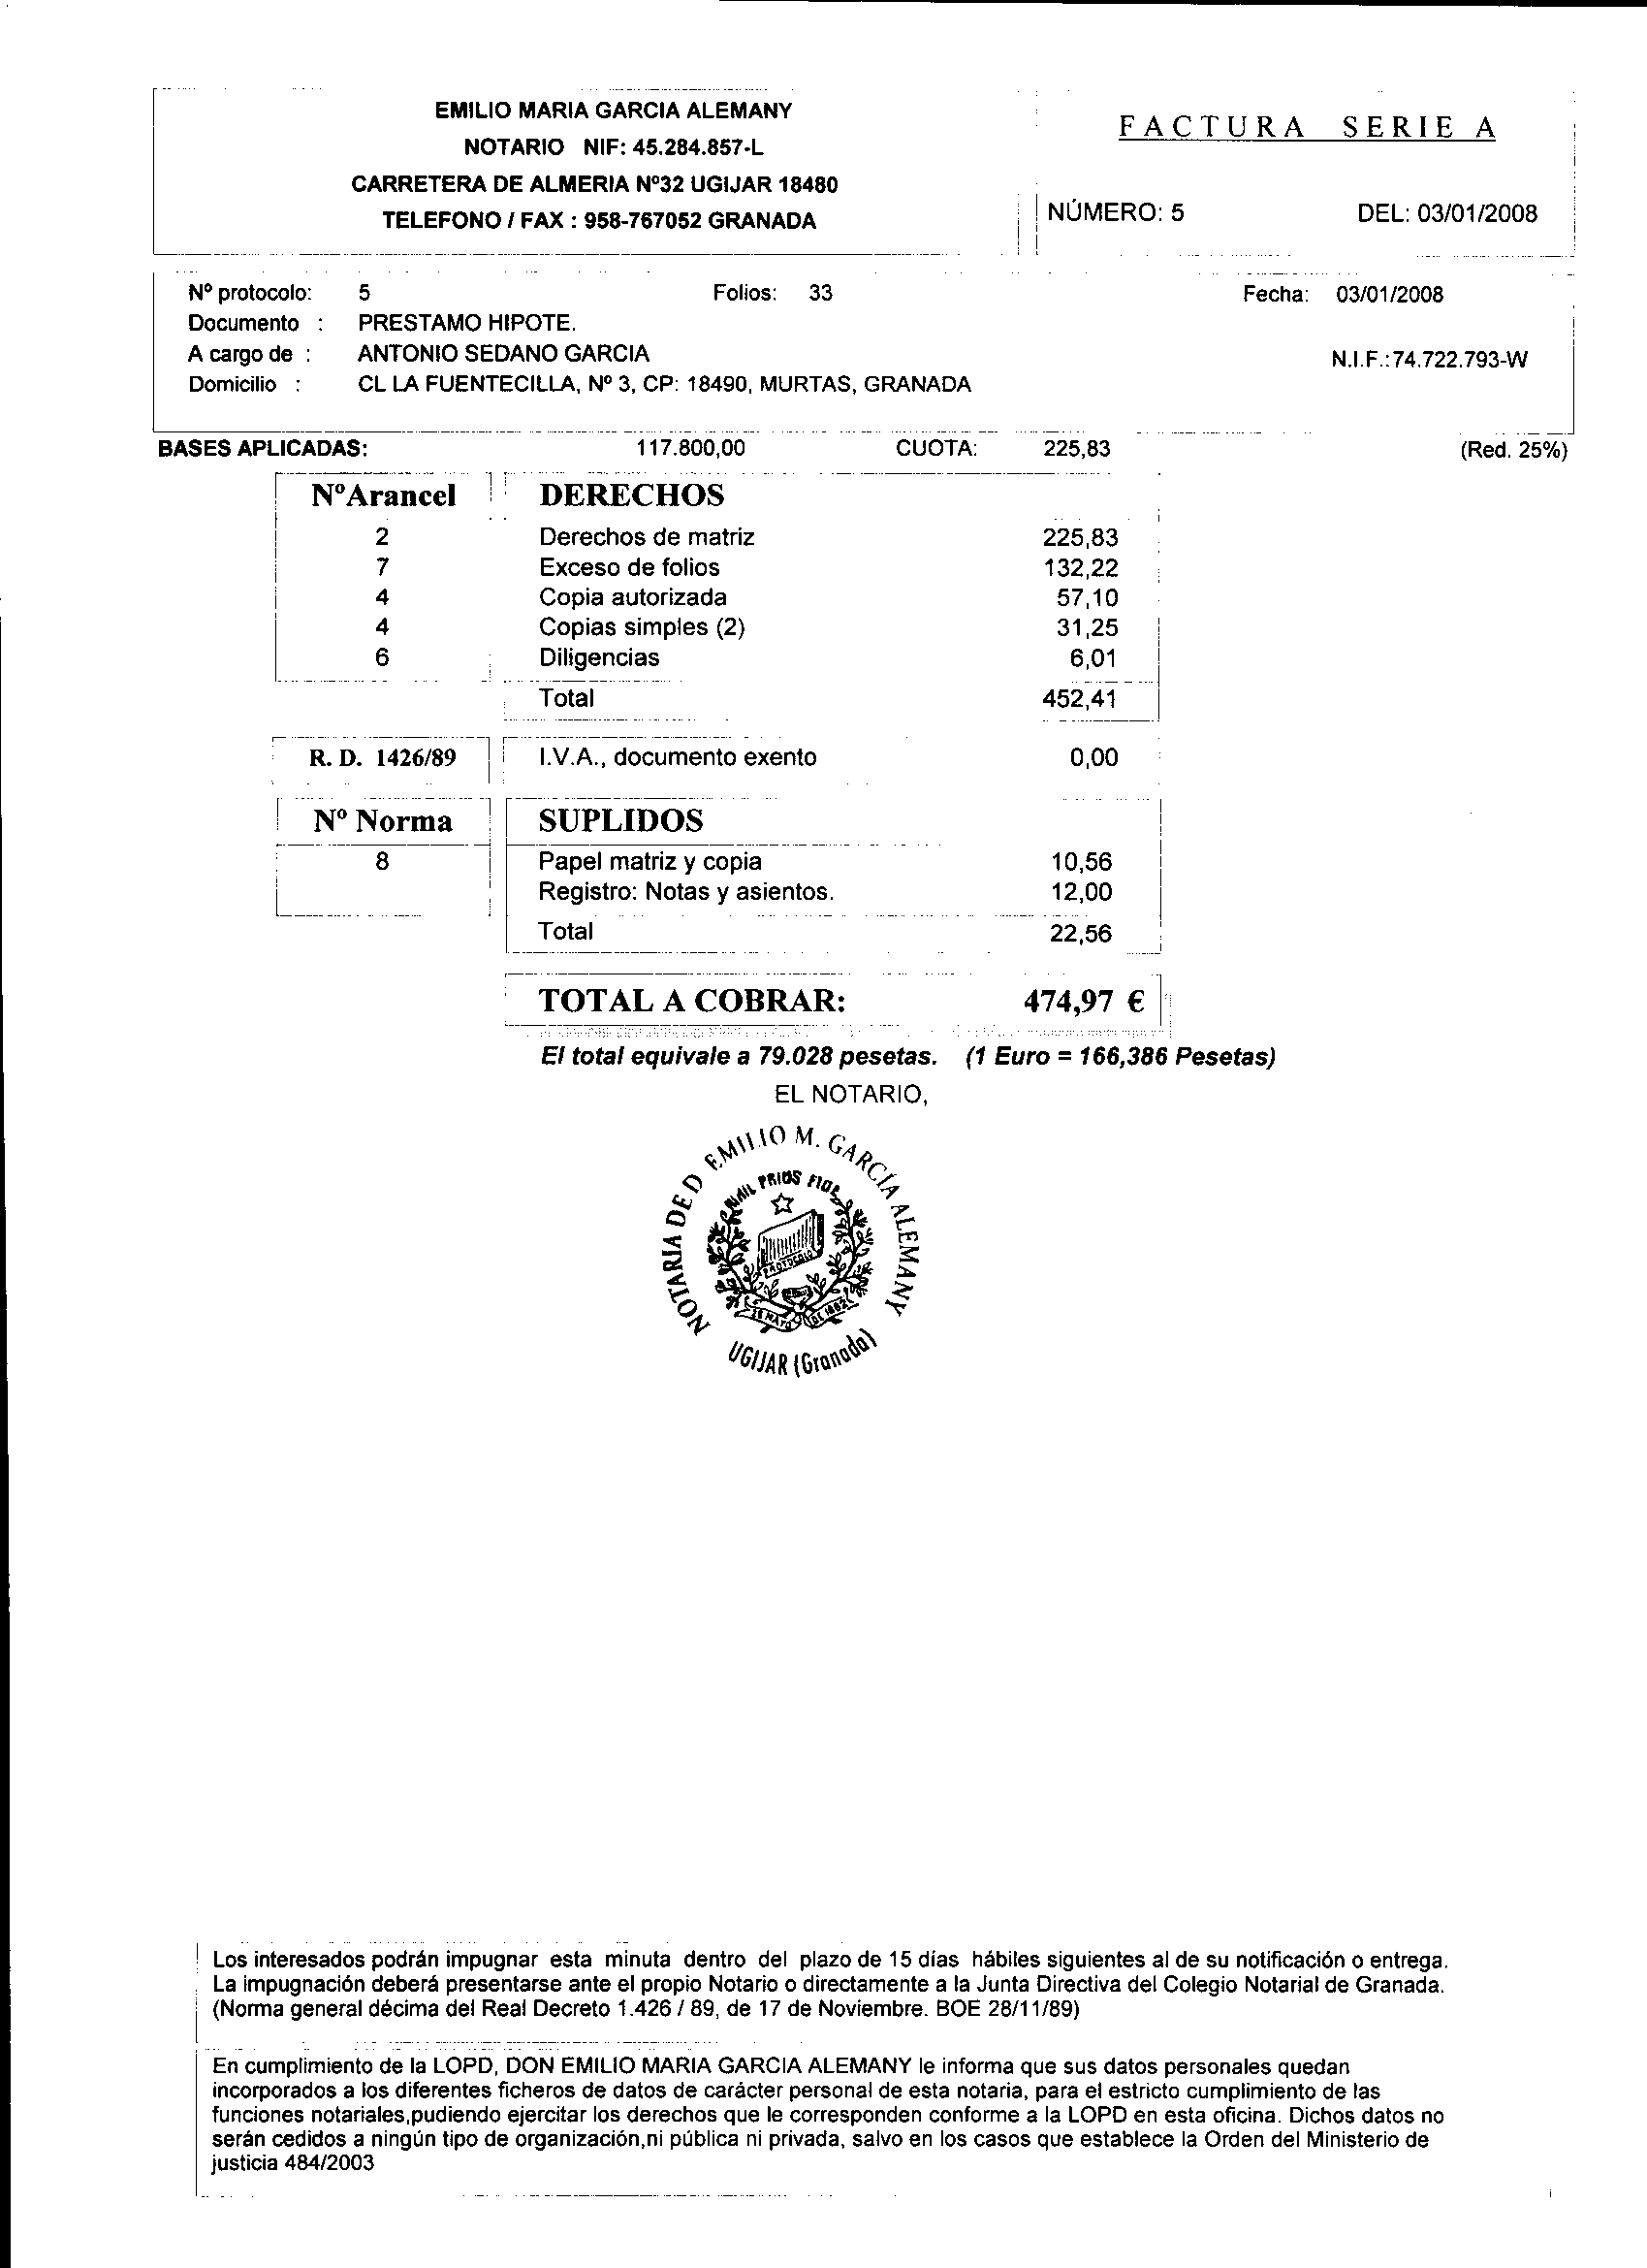 EMILIO MARIA GARCIA ALEMANY
NOTARIO NIF: 45.284.857-L
CARRETERA DE ALMERIA Nº32 UGIJAR 18480
TELEFONO / FAX : 958-767052 GRANADA
FACTURA SERIE A
NÚMERO: 5 DEL: 03/01/2008
Nº protocolo: 5 Folios: 33 Fecha: 03/01/2008
Documento : PRESTAMO HIPOTE.
A cargo de : ANTONIO SEDANO GARCIA N.I.F.:74.722.793-W
Domicilio : CL LA FUENTECILLA, Nº 3, CP: 18490, MURTAS, GRANADA
BASES APLICADAS: 117.800,00 CUOTA: 225,83 (Red. 25%)
NºArancel DERECHOS
2 Derechos de matriz 225,83
7 Exceso de folios 132,22
4 Copia autorizada 57,10
4 Copias simples (2) 31,25
6 Diligencias 6,01
Total 452,41
R. D. 1426/89 I.V.A., documento exento 0,00
Nº Norma SUPLIDOS
8 Papel matriz y copia 10,56
Registro: Notas y asientos. 12,00
Total 22,56
TOTAL A COBRAR: 474,97 €
El total equivale a 79.028 pesetas. (1 Euro = 166,386 Pesetas)
EL NOTARIO,
NOTARIA DE D EMILIO M. GARCÍA ALEMANY
PROTOCOLO
UGIJAR (Granada)
Los interesados podrán impugnar esta minuta dentro del plazo de 15 días hábiles siguientes al de su notificación o entrega.
La impugnación deberá presentarse ante el propio Notario o directamente a la Junta Directiva del Colegio Notarial de Granada.
(Norma general décima del Real Decreto 1.426 / 89, de 17 de Noviembre. BOE 28/11/89)
En cumplimiento de la LOPD, DON EMILIO MARIA GARCIA ALEMANY le informa que sus datos personales quedan
incorporados a los diferentes ficheros de datos de carácter personal de esta notaria, para el estricto cumplimiento de las
funciones notariales,pudiendo ejercitar los derechos que le corresponden conforme a la LOPD en esta oficina. Dichos datos no
serán cedidos a ningún tipo de organización,ni pública ni privada, salvo en los casos que establece la Orden del Ministerio de
justicia 484/2003